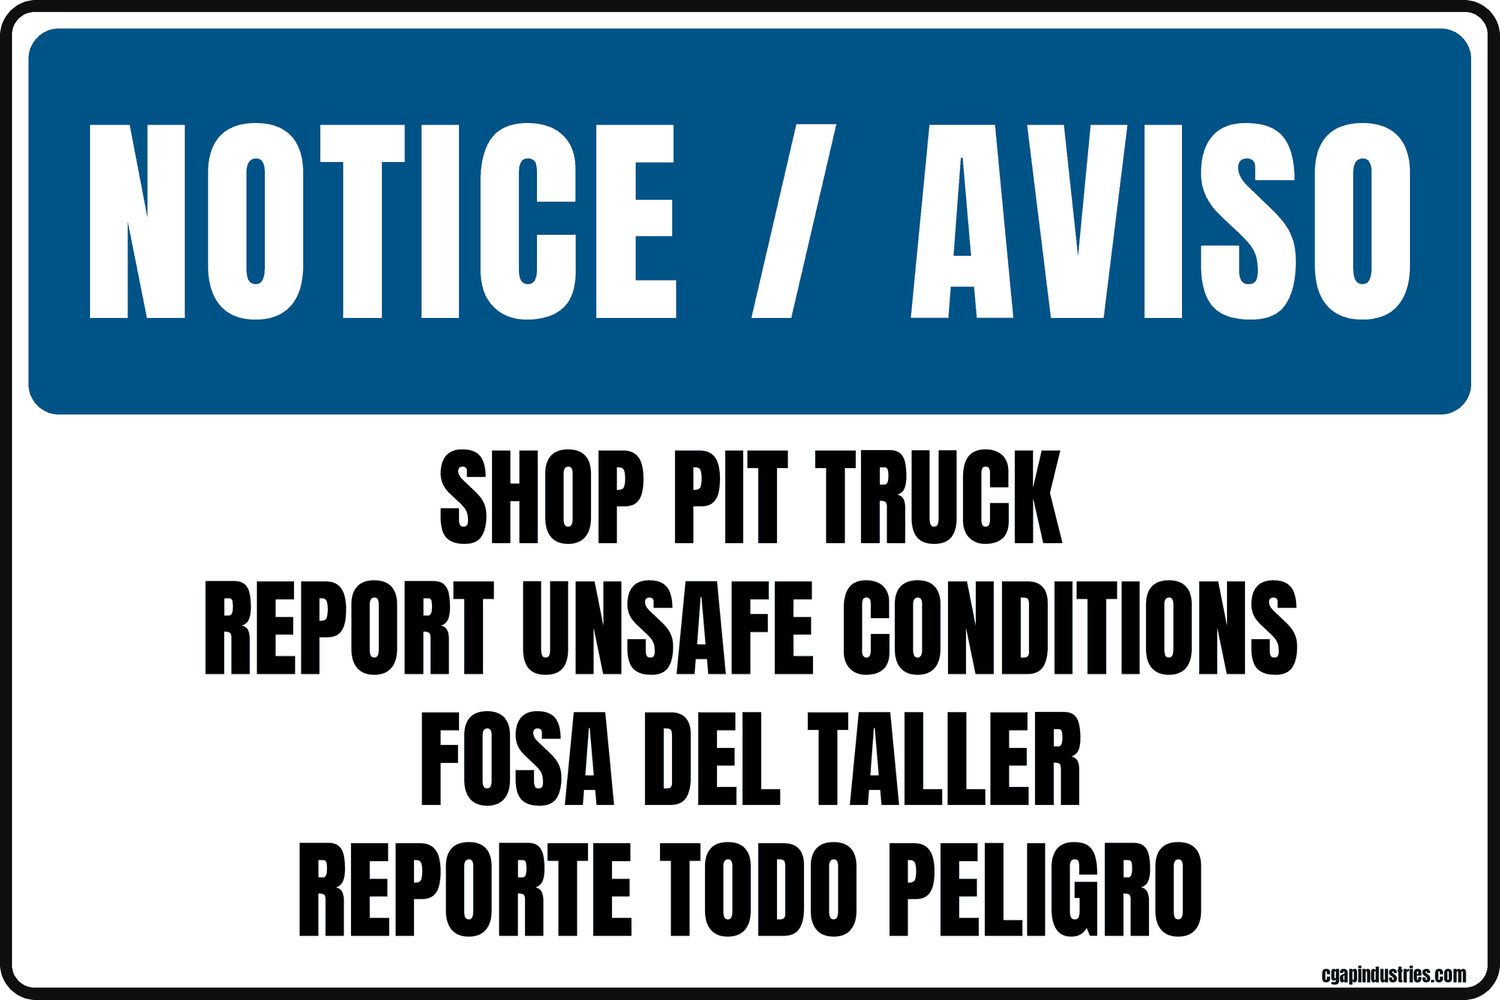 NOTICE / AVISO
SHOP PIT TRUCK
REPORT UNSAFE CONDITIONS
FOSA DEL TALLER
REPORTE TODO PELIGRO
cgapindustries.com